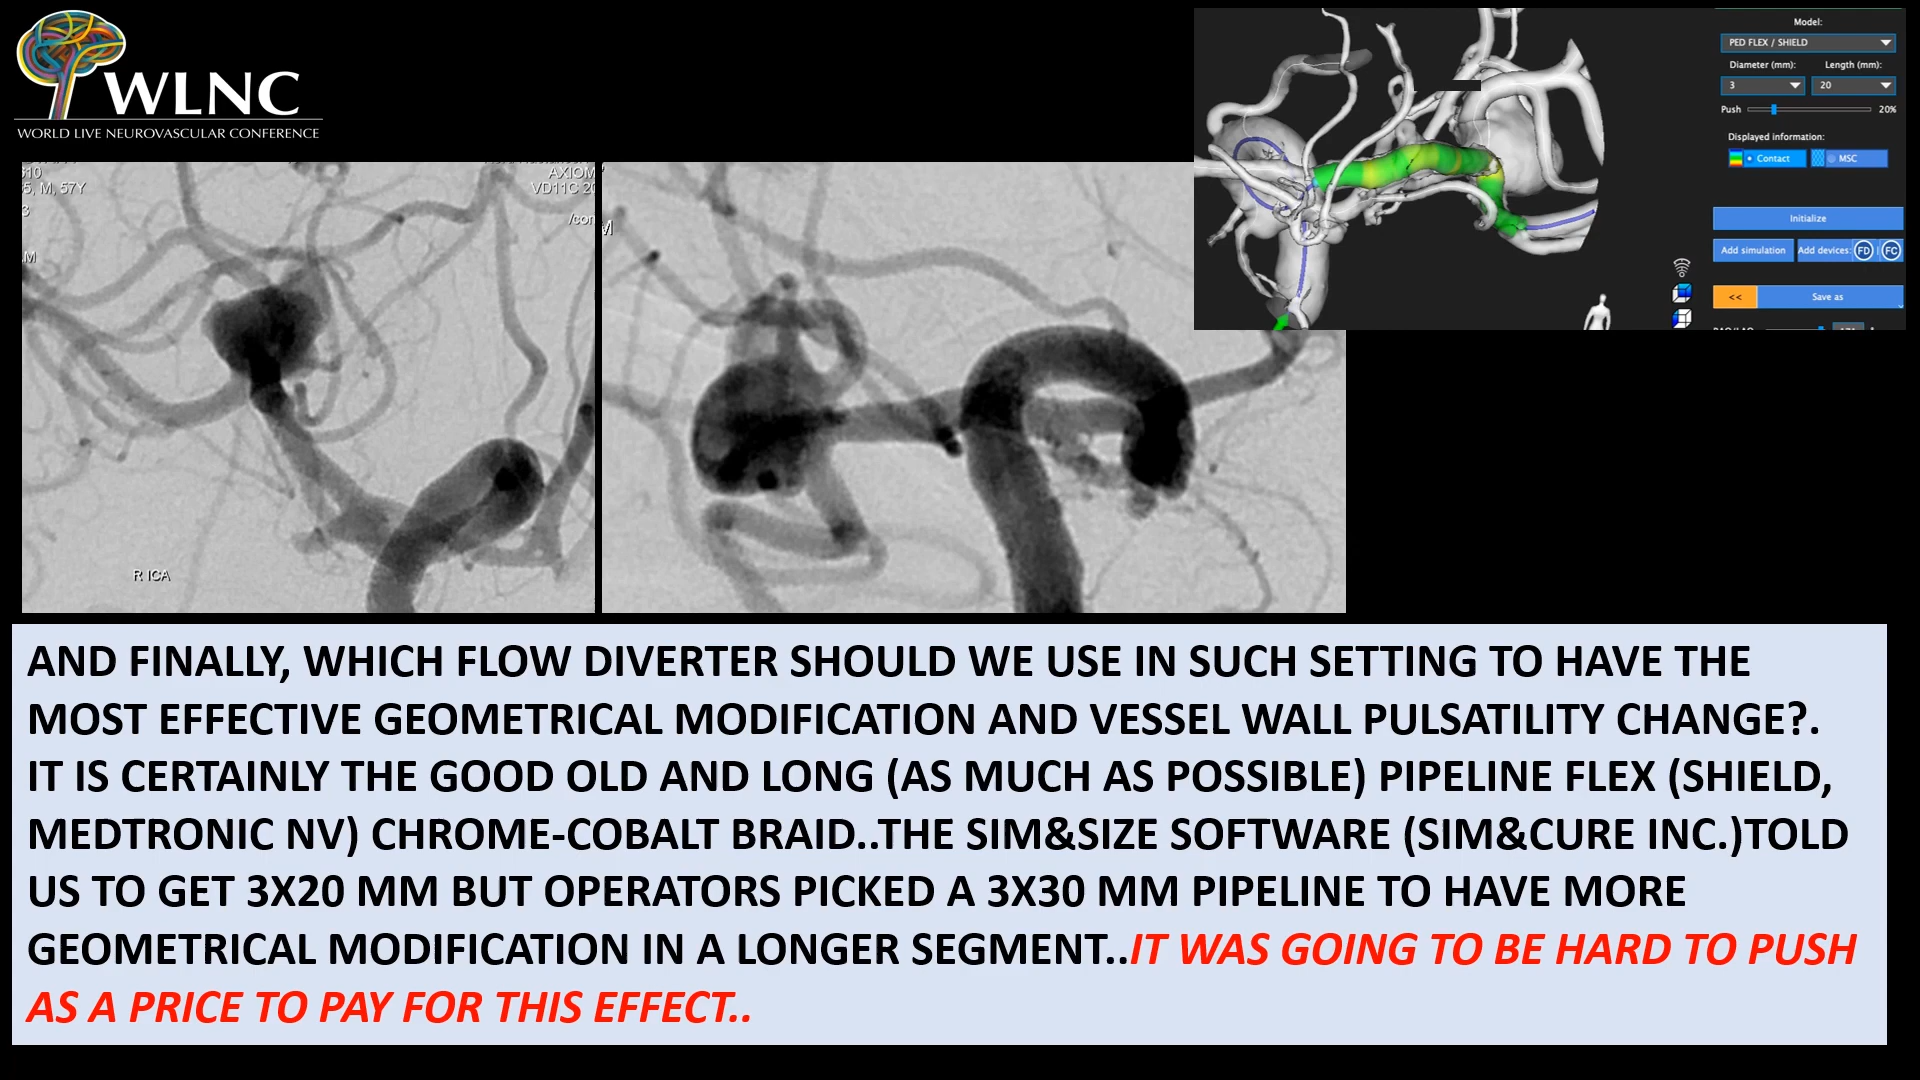 WLNC
WORLD LIVE NEUROVASCULAR CONFERENCE
5, M, 57Y
AXIOM
VD11C 20
/cor
M
R ICA
M
Model:
PED FLEX / SHIELD
Diameter (mm):
Length (mm):
3
20
Push
20%
Displayed information:
Contact
MSC
Initialize
Add simulation
Add devices:
FD
FC
<<
Save as
AND FINALLY, WHICH FLOW DIVERTER SHOULD WE USE IN SUCH SETTING TO HAVE THE
MOST EFFECTIVE GEOMETRICAL MODIFICATION AND VESSEL WALL PULSATILITY CHANGE?.
IT IS CERTAINLY THE GOOD OLD AND LONG (AS MUCH AS POSSIBLE) PIPELINE FLEX (SHIELD,
MEDTRONIC NV) CHROME-COBALT BRAID..THE SIM&SIZE SOFTWARE (SIM&CURE INC.)TOLD
US TO GET 3X20 MM BUT OPERATORS PICKED A 3X30 MM PIPELINE TO HAVE MORE
GEOMETRICAL MODIFICATION IN A LONGER SEGMENT..IT WAS GOING TO BE HARD TO PUSH
AS A PRICE TO PAY FOR THIS EFFECT..